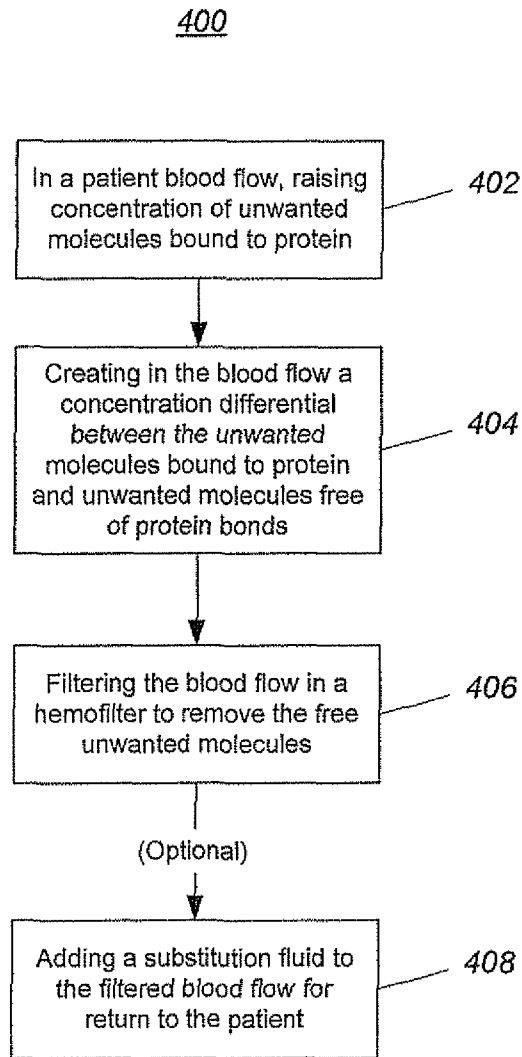 400
In a patient blood flow, raising
concentration of unwanted
molecules bound to protein
402
Creating in the blood flow a
concentration differential
between the unwanted
molecules bound to protein
and unwanted molecules free
of protein bonds
404
Filtering the blood flow in a
hemofilter to remove the free
unwanted molecules
406
(Optional)
Adding a substitution fluid to
the filtered blood flow for
return to the patient
408